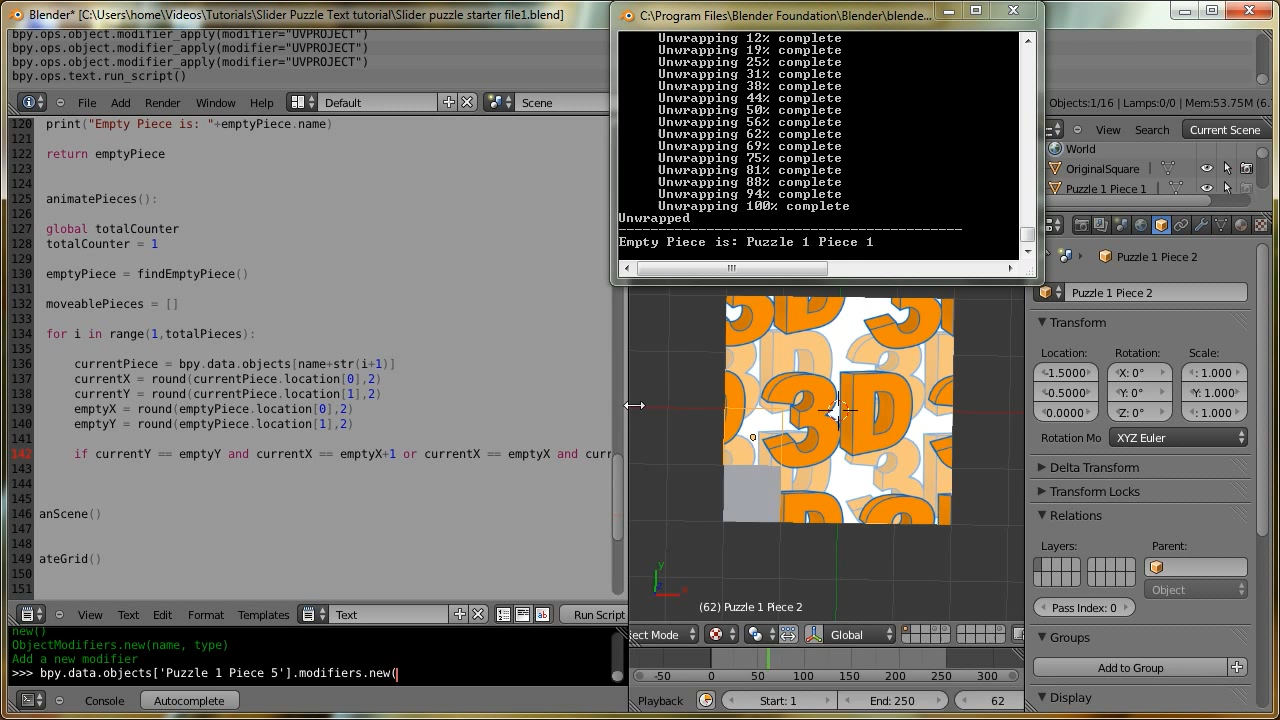 Blender* [C:\Users\home\Videos\Tutorials\Slider Puzzle Text tutorial\Slider puzzle starter file1.blend]
bpy.ops.object.modifier_apply(modifier="UVPROJECT")
bpy.ops.object.modifier_apply(modifier="UVPROJECT")
bpy.ops.object.modifier_apply(modifier="UVPROJECT")
bpy.ops.text.run_script()
File Add Render Window Help Default Scene
120 print("Empty Piece is: "+emptyPiece.name)
121
122 return emptyPiece
123
124
125 animatePieces():
126
127 global totalCounter
128 totalCounter = 1
129
130 emptyPiece = findEmptyPiece()
131
132 moveablePieces = []
133
134 for i in range(1,totalPieces):
135
136 currentPiece = bpy.data.objects[name+str(i+1)]
137 currentX = round(currentPiece.location[0],2)
138 currentY = round(currentPiece.location[1],2)
139 emptyX = round(emptyPiece.location[0],2)
140 emptyY = round(emptyPiece.location[1],2)
141
142 if currentY == emptyY and currentX == emptyX+1 or currentX == emptyX and curr
143
144
145
146 anScene()
147
148
149 ateGrid()
150
151
View Text Edit Format Templates Text Run Script
new()
ObjectModifiers.new(name, type)
Add a new modifier
>>> bpy.data.objects['Puzzle 1 Piece 5'].modifiers.new(
Console Autocomplete
C:\Program Files\Blender Foundation\Blender\blende...
Unwrapping 12% complete
Unwrapping 19% complete
Unwrapping 25% complete
Unwrapping 31% complete
Unwrapping 38% complete
Unwrapping 44% complete
Unwrapping 50% complete
Unwrapping 56% complete
Unwrapping 62% complete
Unwrapping 69% complete
Unwrapping 75% complete
Unwrapping 81% complete
Unwrapping 88% complete
Unwrapping 94% complete
Unwrapping 100% complete
Unwrapped
Empty Piece is: Puzzle 1 Piece 1
3D
y
(62) Puzzle 1 Piece 2
ect Mode Global
-50 0 50 100 150 200 250 300
Playback Start: 1 End: 250 62
Objects:1/16 | Lamps:0/0 | Mem:53.75M (6.
View Search Current Scene
World
OriginalSquare
Puzzle 1 Piece 1
Puzzle 1 Piece 2
Puzzle 1 Piece 2
Transform
Location: Rotation: Scale:
-1.5000 X: 0° : 1.000
-0.5000 Y: 0° Y: 1.000
0.0000 Z: 0° : 1.000
Rotation Mo XYZ Euler
Delta Transform
Transform Locks
Relations
Layers: Parent:
Object
Pass Index: 0
Groups
Add to Group
Display